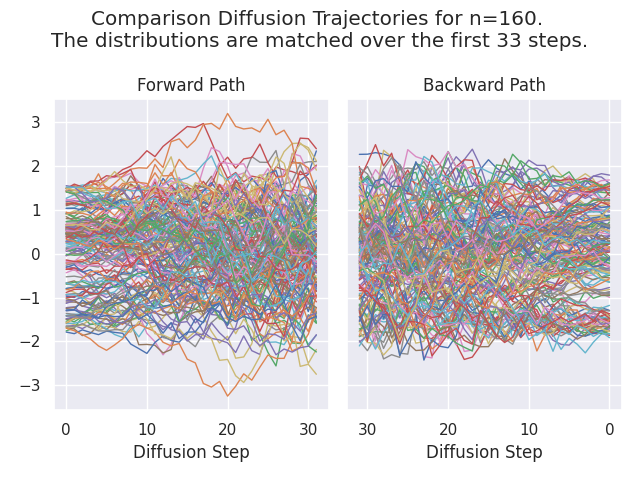 Comparison Diffusion Trajectories for n=160.
The distributions are matched over the first 33 steps.
Forward Path
Backward Path
3
2
1
0
−1
−2
−3
0 10 20 30
30 20 10 0
Diffusion Step
Diffusion Step